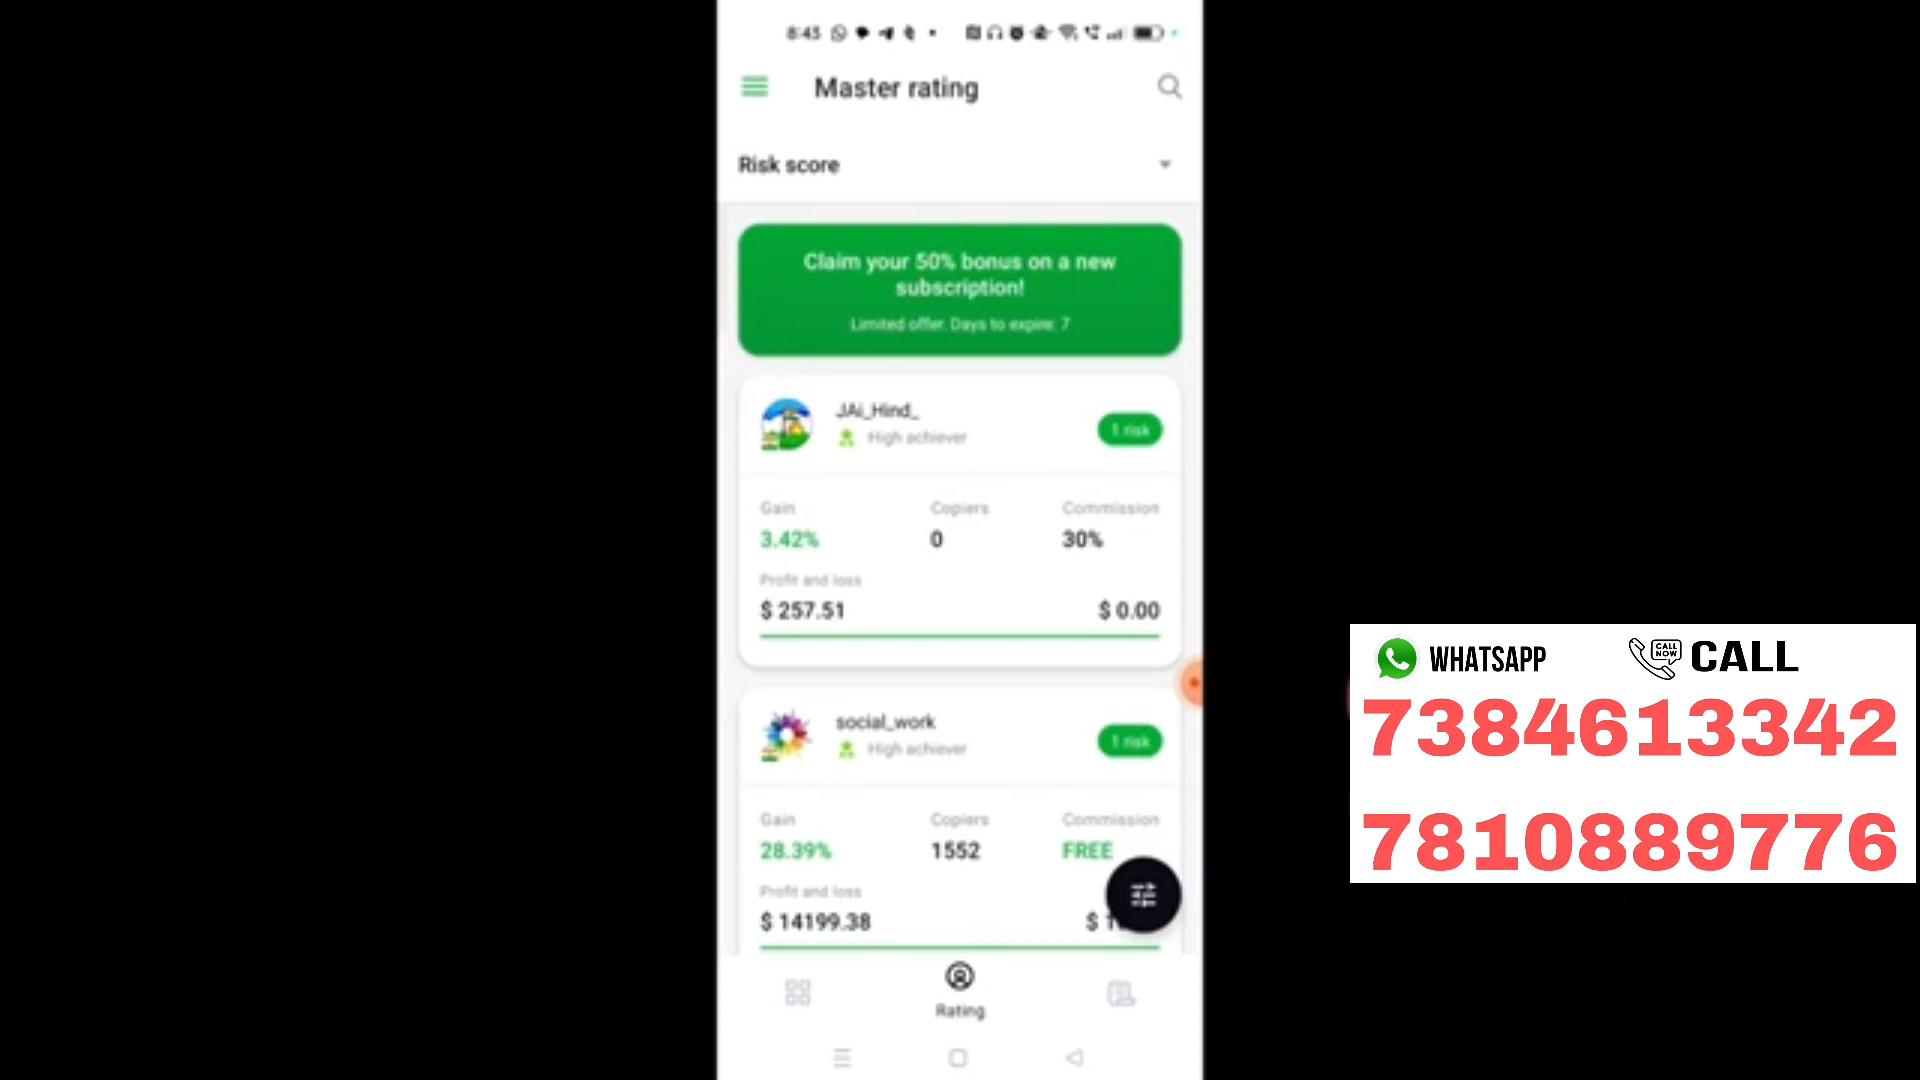 8:45
Master rating
Risk score
Claim your 50% bonus on a new
subscription!
Limited offer. Days to expire: 7
JAi_Hind_
High achiever
1 risk
Gain Copiers Commission
3.42% 0 30%
Profit and loss
$ 257.51 $ 0.00
social_work
High achiever
1 risk
Gain Copiers Commission
28.39% 1552 FREE
Profit and loss
$ 14199.38 $
Rating
WHATSAPP CALL NOW CALL
7384613342
7810889776